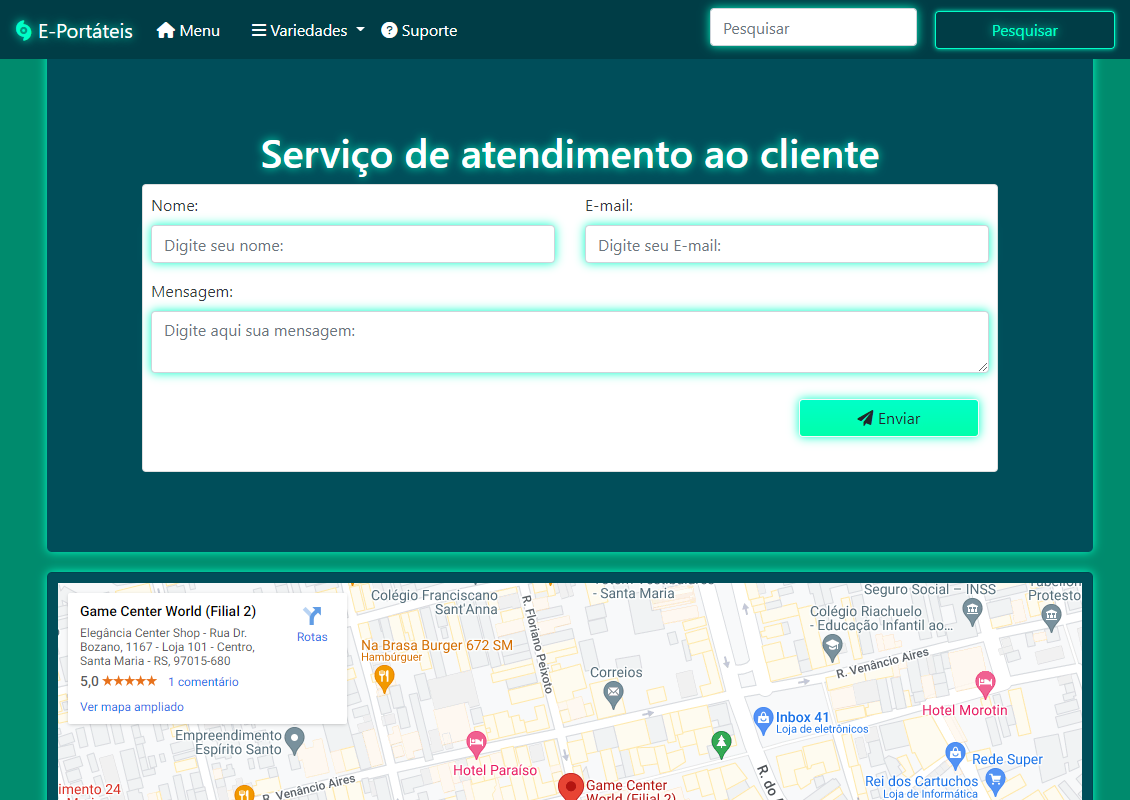 E-Portáteis
Menu
Variedades
Suporte
Pesquisar
Pesquisar
Serviço de atendimento ao cliente
Nome:
E-mail:
Digite seu nome:
Digite seu E-mail:
Mensagem:
Digite aqui sua mensagem:
Enviar
Game Center World (Filial 2)
Elegância Center Shop - Rua Dr.
Bozano, 1167 - Loja 101 - Centro,
Santa Maria - RS, 97015-680
5,0 ★★★★★ 1 comentário
Ver mapa ampliado
Rotas
Colégio Franciscano
Sant'Anna
- Santa Maria
Seguro Social – INSS
Protesto
Colégio Riachuelo
- Educação Infantil ao...
R. Floriano Peixoto
Na Brasa Burger 672 SM
Hambúrguer
Correios
R. Venâncio Aires
Hotel Morotin
Inbox 41
Loja de eletrônicos
Empreendimento
Espírito Santo
Hotel Paraíso
Rede Super
Rei dos Cartuchos
Loja de Informática
imento 24
R. Venâncio Aires
Game Center
World (Filial 2)
R. do A